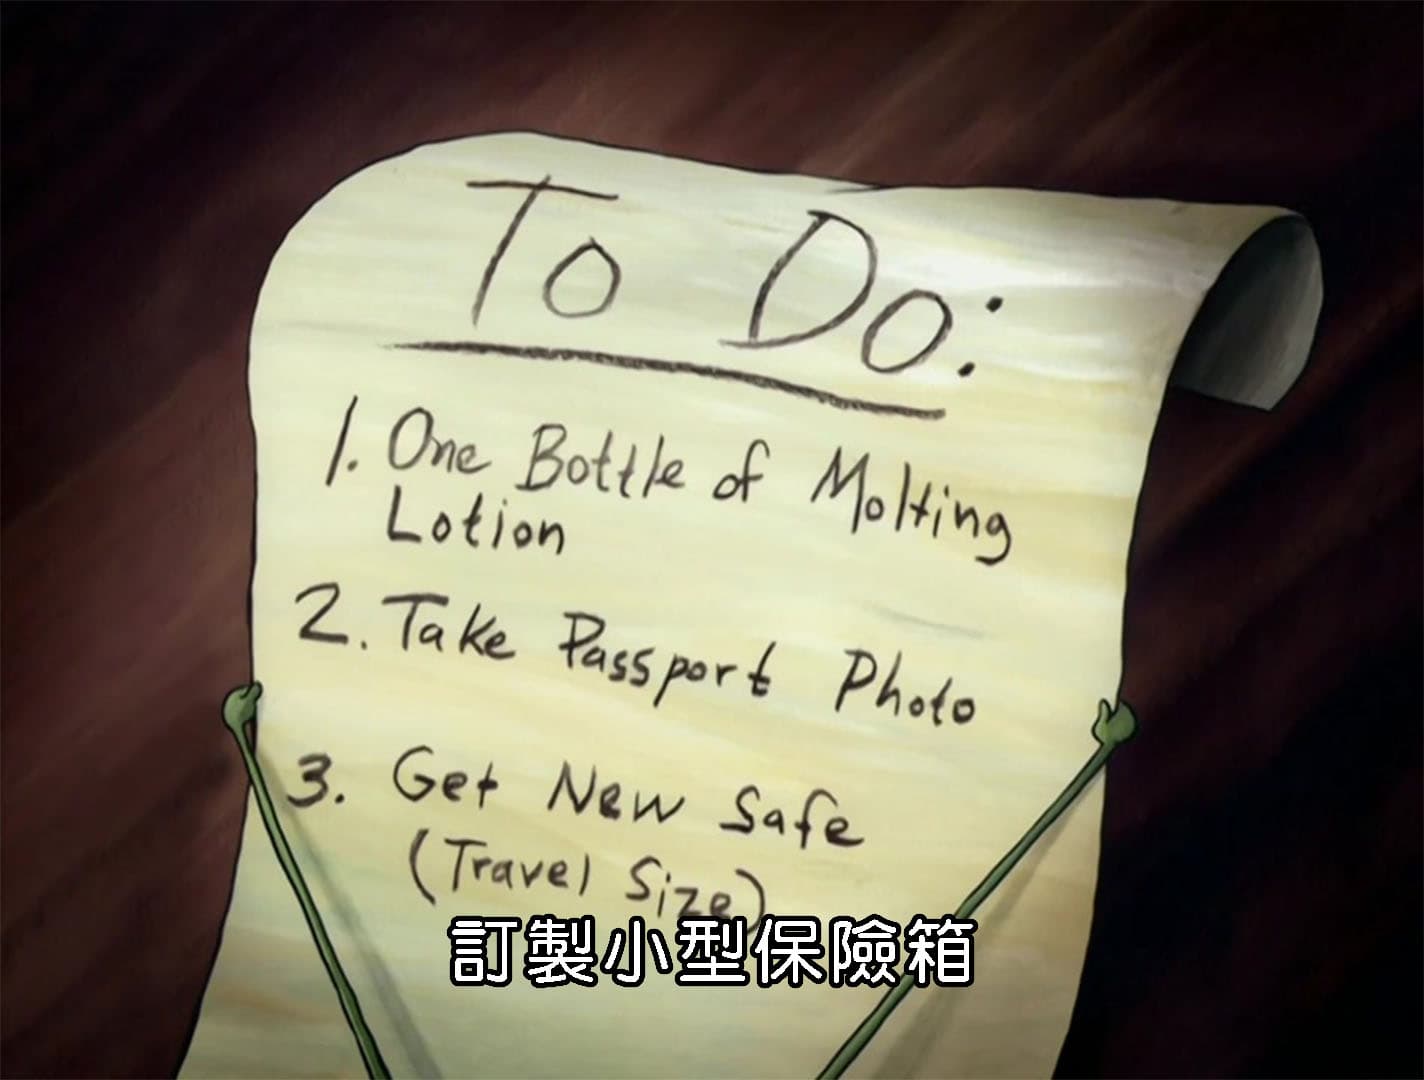 To Do:
1. One Bottle of Molting
Lotion
2. Take Passport Photo
3. Get New Safe
(Travel Size)
訂製小型保險箱